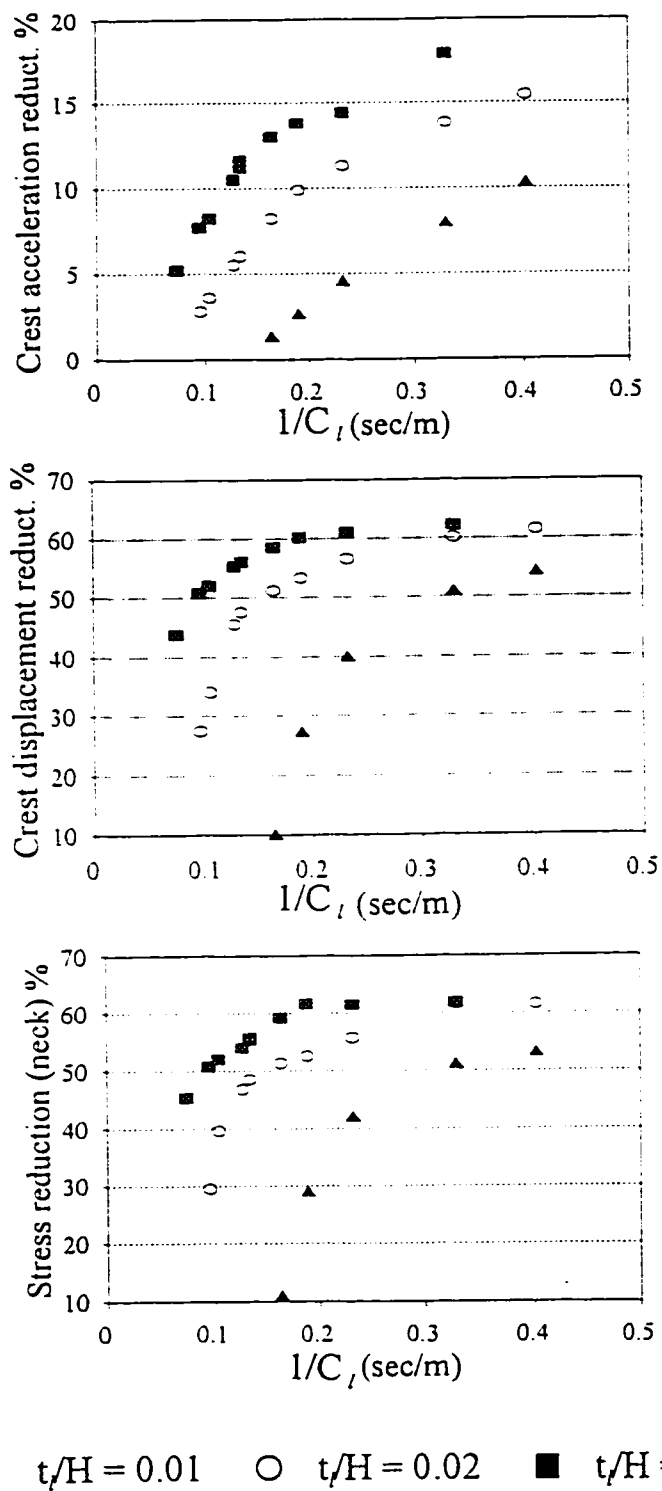 Crest acceleration reduct. %
20
15
10
5
0
0 0.1 0.2 0.3 0.4 0.5
1/C_l (sec/m)
Crest displacement reduct. %
70
60
50
40
30
20
10
0 0.1 0.2 0.3 0.4 0.5
1/C_l (sec/m)
Stress reduction (neck) %
70
60
50
40
30
20
10
0 0.1 0.2 0.3 0.4 0.5
1/C_l (sec/m)
t_l/H = 0.01 ○ t_l/H = 0.02 ■ t_l/H =